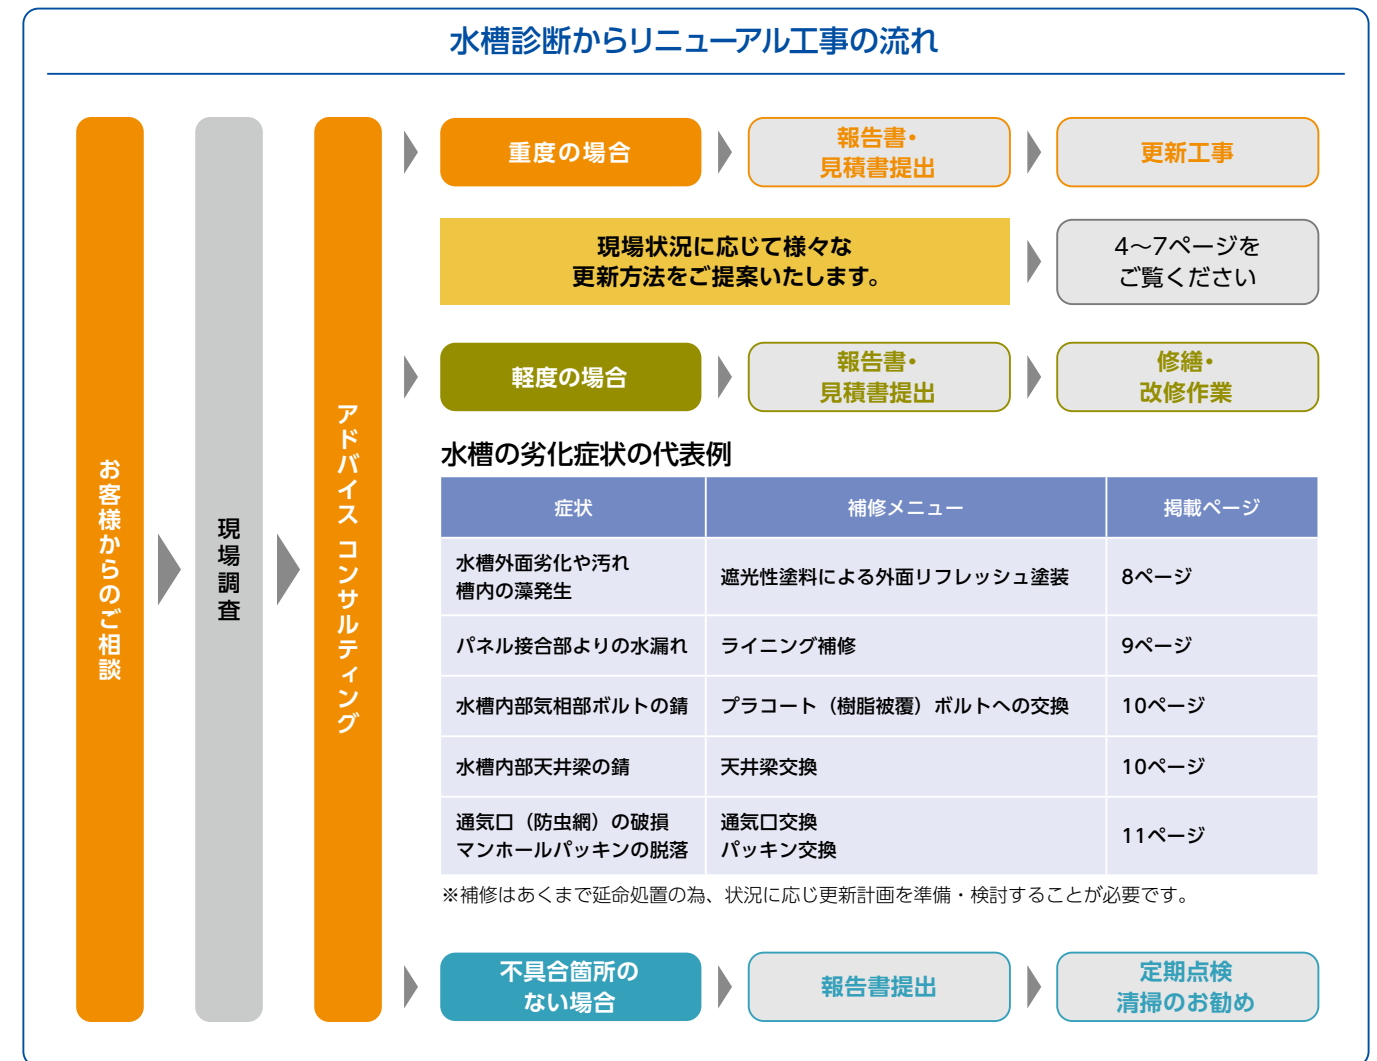 水槽診断からリニューアル工事の流れ
お客様からのご相談
現場調査
アドバイス コンサルティング
重度の場合
報告書・
見積書提出
更新工事
現場状況に応じて様々な
更新方法をご提案いたします。
4～7ページを
ご覧ください
軽度の場合
報告書・
見積書提出
修繕・
改修作業
水槽の劣化症状の代表例
症状
補修メニュー
掲載ページ
水槽外面劣化や汚れ
槽内の藻発生
遮光性塗料による外面リフレッシュ塗装
8ページ
パネル接合部よりの水漏れ
ライニング補修
9ページ
水槽内部気相部ボルトの錆
プラコート（樹脂被覆）ボルトへの交換
10ページ
水槽内部天井梁の錆
天井梁交換
10ページ
通気口（防虫網）の破損
マンホールパッキンの脱落
通気口交換
パッキン交換
11ページ
※補修はあくまで延命処置の為、状況に応じ更新計画を準備・検討することが必要です。
不具合箇所の
ない場合
報告書提出
定期点検
清掃のお勧め